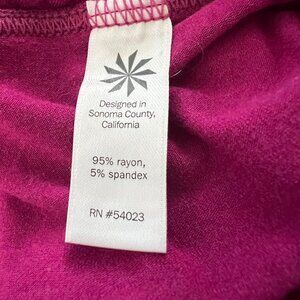 Designed in
Sonoma County,
California
95% rayon,
5% spandex
RN #54023